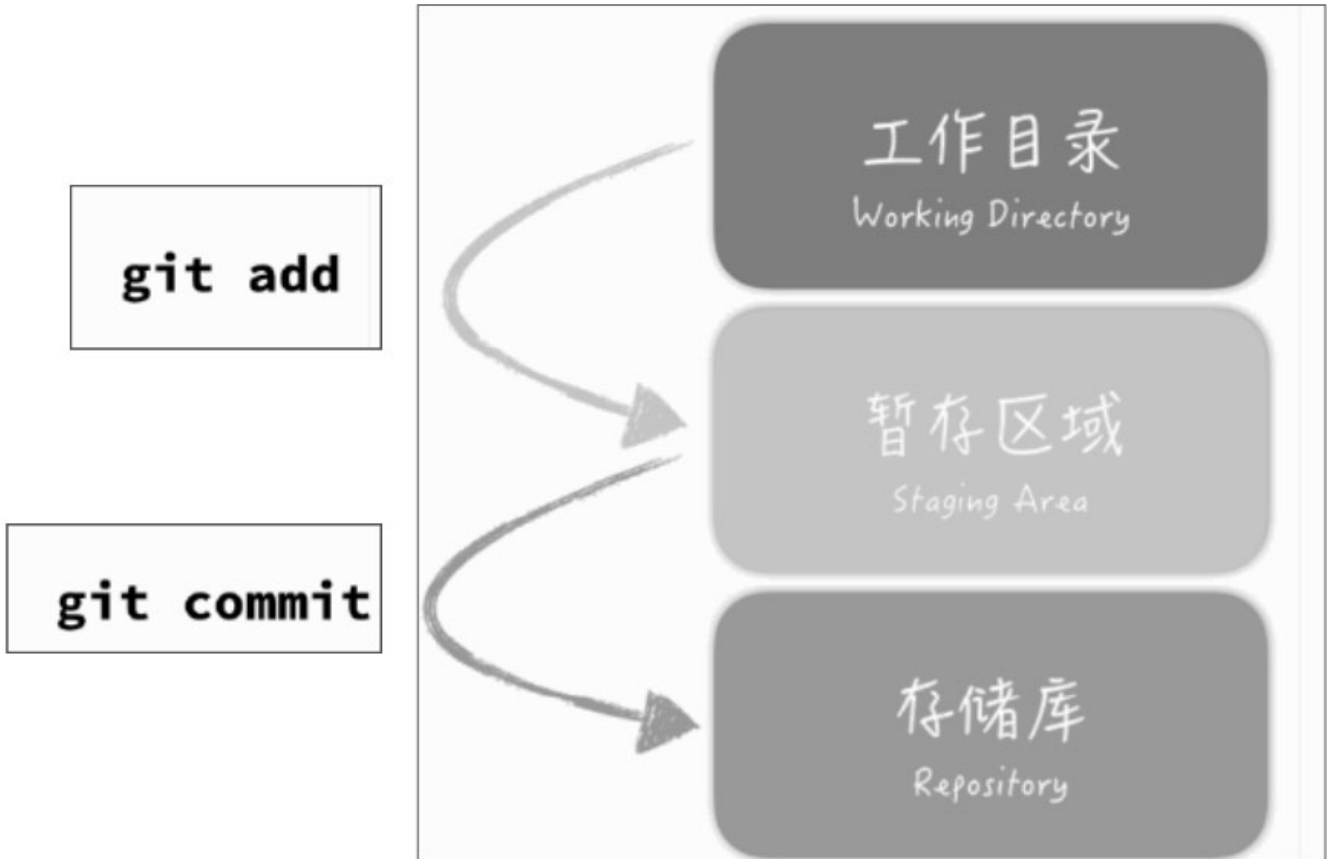 工作目录
Working Directory
git add
暂存区域
Staging Area
git commit
存储库
Repository